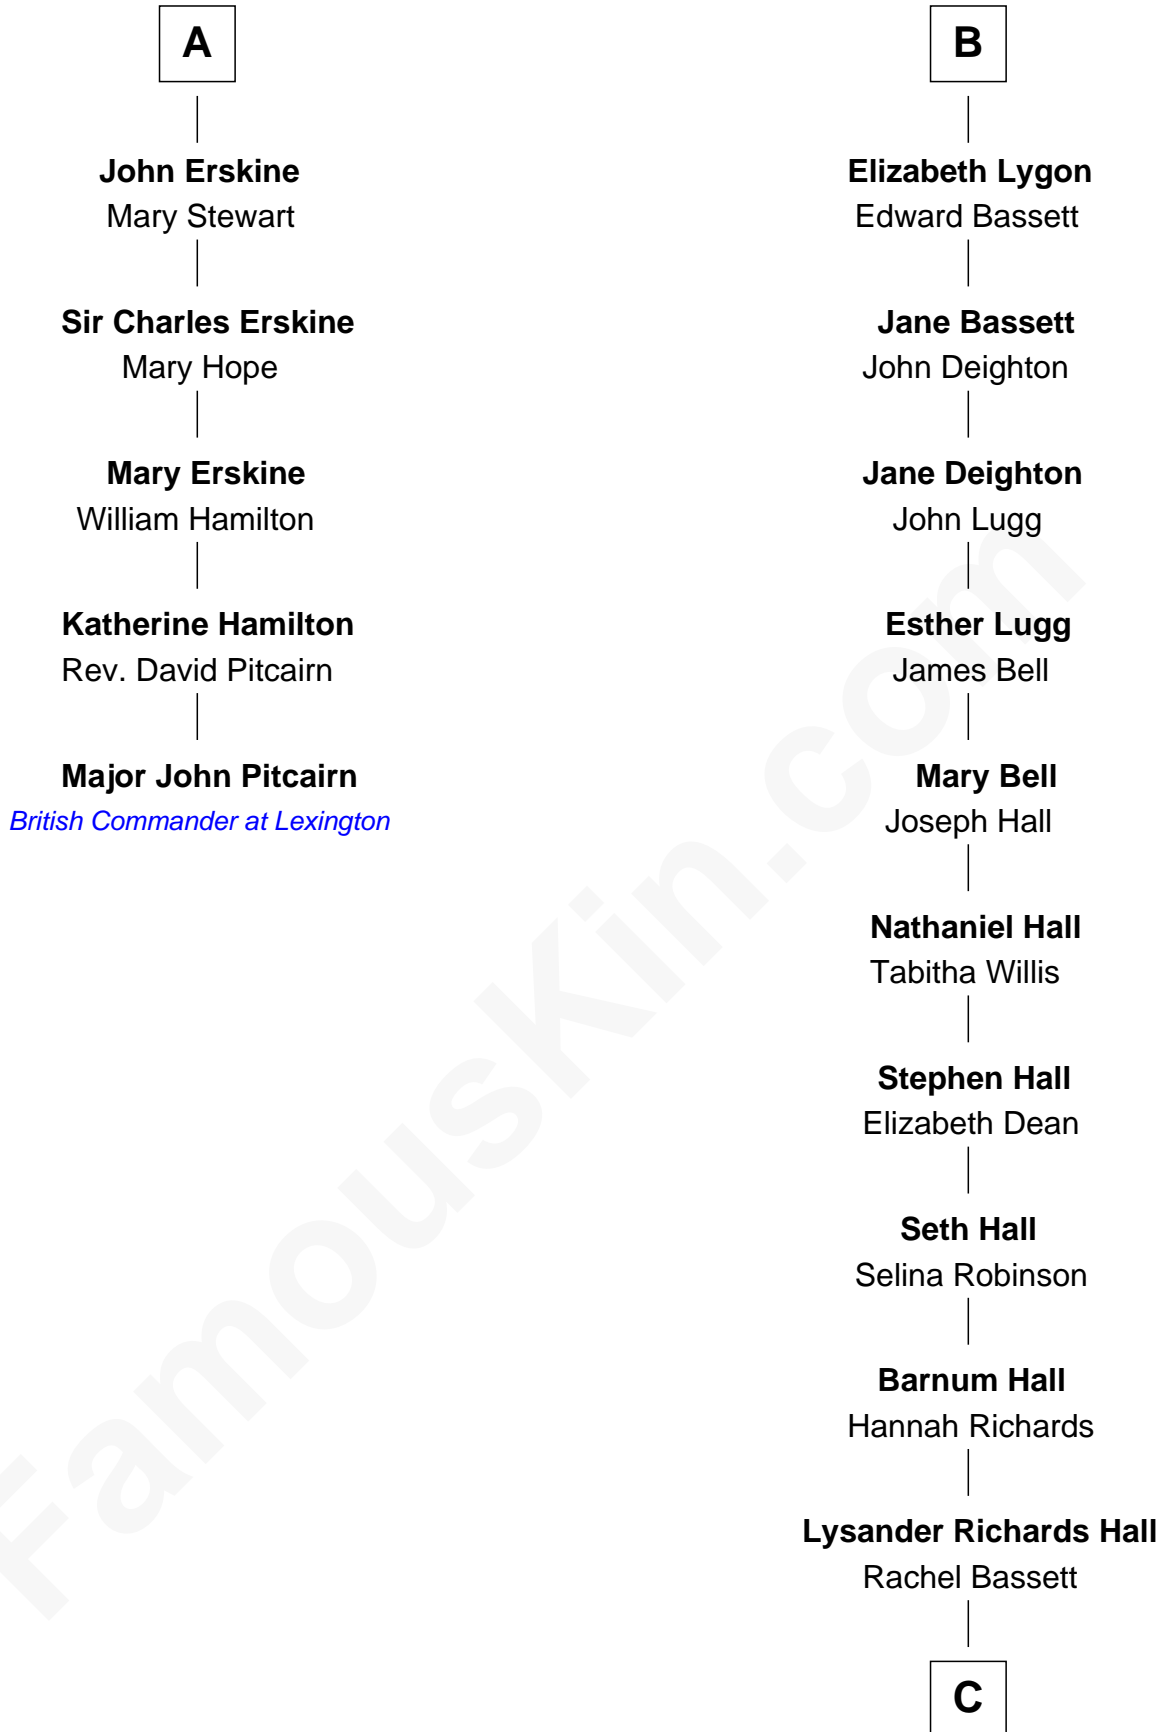 A
John Erskine
Mary Stewart
Sir Charles Erskine
Mary Hope
Mary Erskine
William Hamilton
Katherine Hamilton
Rev. David Pitcairn
Major John Pitcairn
British Commander at Lexington
B
Elizabeth Lygon
Edward Bassett
Jane Bassett
John Deighton
Jane Deighton
John Lugg
Esther Lugg
James Bell
Mary Bell
Joseph Hall
Nathaniel Hall
Tabitha Willis
Stephen Hall
Elizabeth Dean
Seth Hall
Selina Robinson
Barnum Hall
Hannah Richards
Lysander Richards Hall
Rachel Bassett
C
FamousKin.com